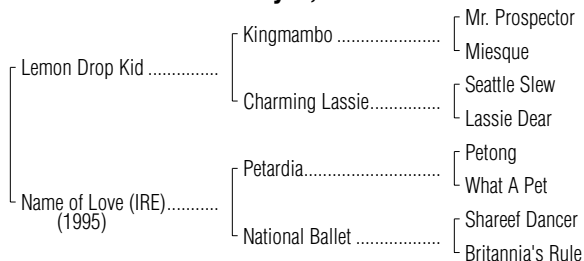 Mr. Prospector
Kingmambo ....................
Miesque
Lemon Drop Kid ...............
Seattle Slew
Charming Lassie..............
Lassie Dear
Petong
Petardia...........................
What A Pet
Name of Love (IRE)...........
(1995)
Shareef Dancer
National Ballet .................
Britannia's Rule